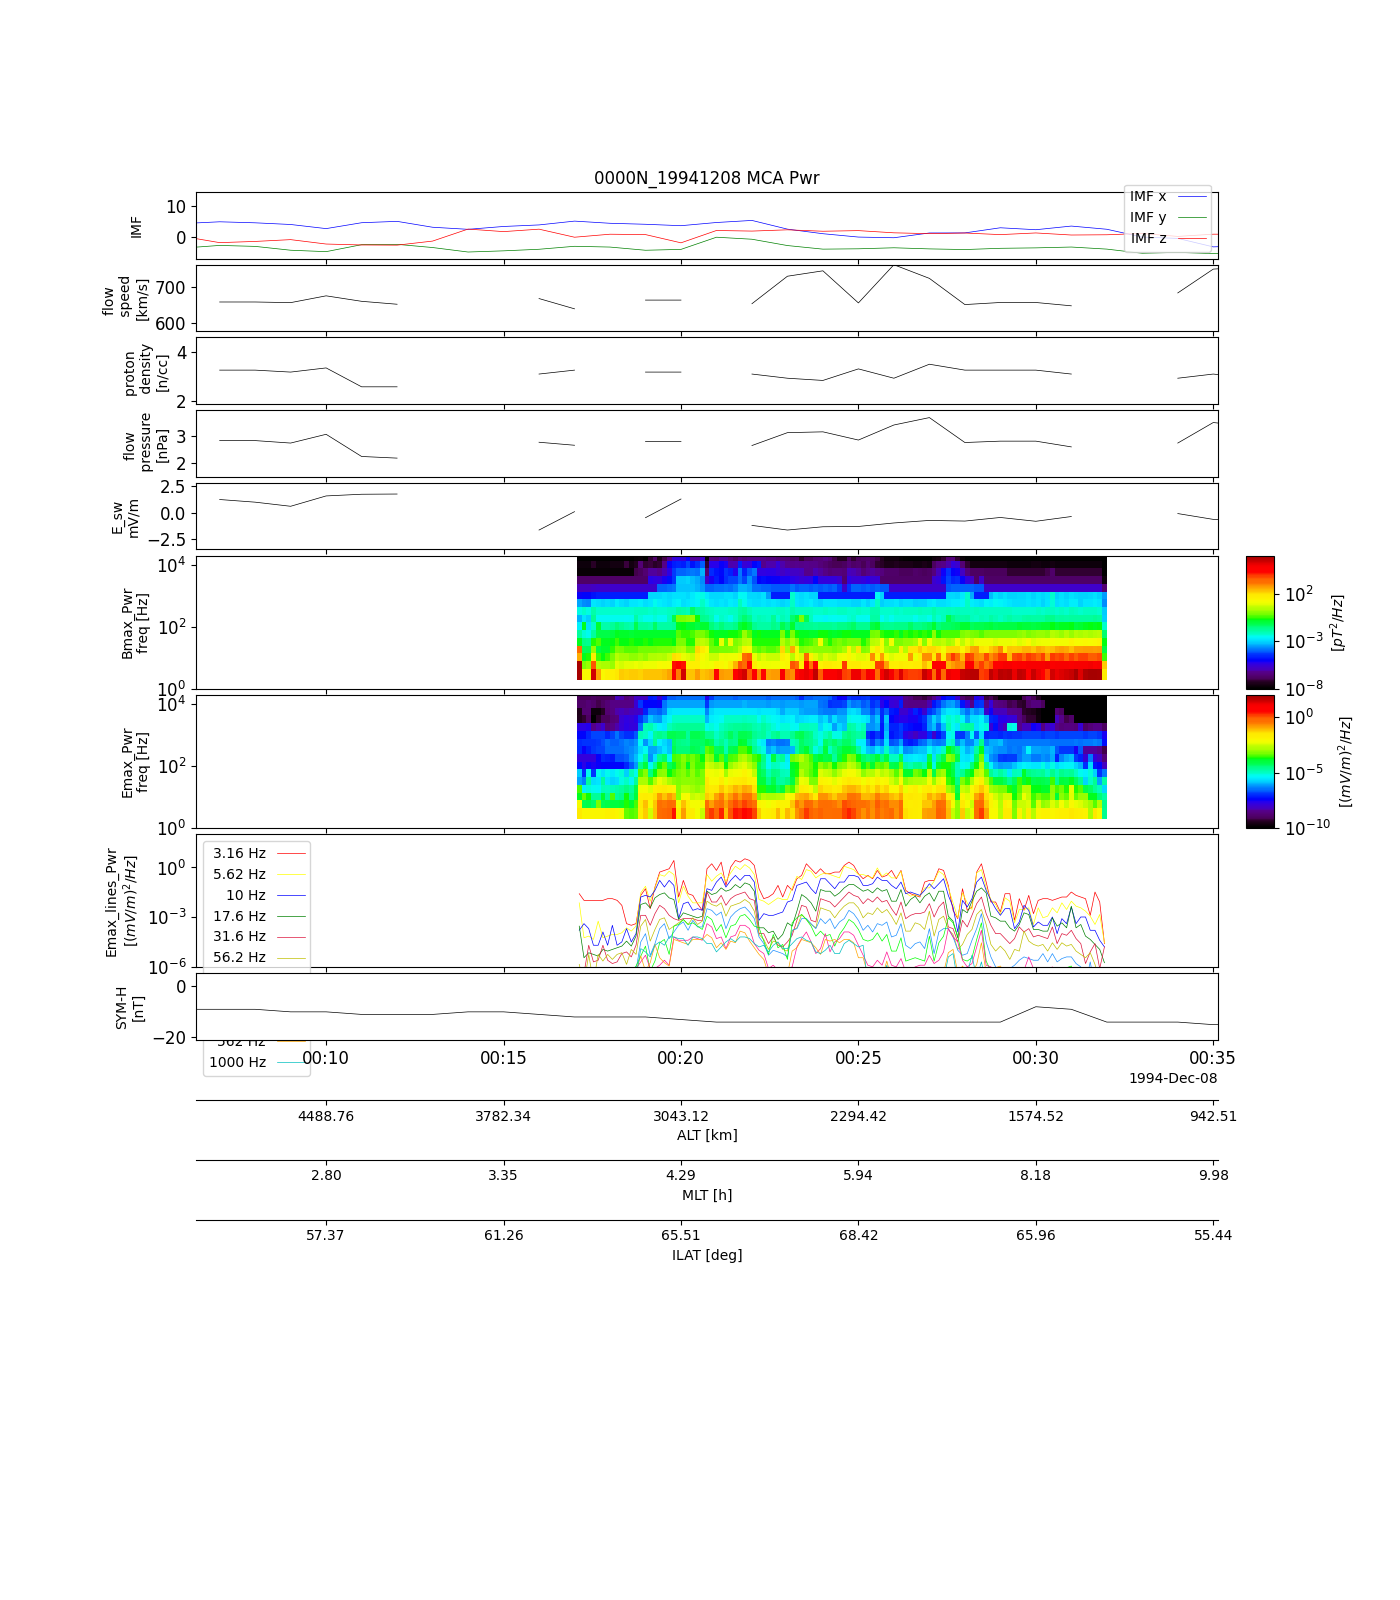 0000N_19941208 MCA Pwr
IMF
10
0
IMF x
IMF y
IMF z
flow
speed
[km/s]
700
600
proton
density
[n/cc]
4
2
flow
pressure
[nPa]
3
2
E_sw
mV/m
2.5
0.0
−2.5
Bmax_Pwr
freq [Hz]
10^4
10^2
10^0
10^2
10^−3
10^−8
[pT^2/Hz]
Emax_Pwr
freq [Hz]
10^4
10^2
10^0
10^0
10^−5
10^−10
[(mV/m)^2/Hz]
Emax_lines_Pwr
[(mV/m)^2/Hz]
10^0
10^−3
10^−6
3.16 Hz
5.62 Hz
10 Hz
17.6 Hz
31.6 Hz
56.2 Hz
SYM-H
[nT]
0
−20
562 Hz
1000 Hz
00:10 00:15 00:20 00:25 00:30 00:35
1994-Dec-08
4488.76 3782.34 3043.12 2294.42 1574.52 942.51
ALT [km]
2.80 3.35 4.29 5.94 8.18 9.98
MLT [h]
57.37 61.26 65.51 68.42 65.96 55.44
ILAT [deg]